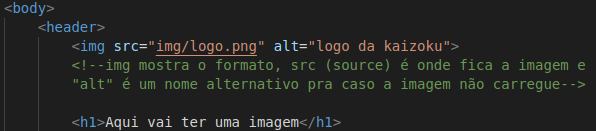 <body>
<header>
<img src="img/logo.png" alt="logo da kaizoku">
<!--img mostra o formato, src (source) é onde fica a imagem e
"alt" é um nome alternativo pra caso a imagem não carregue-->
<h1>Aqui vai ter uma imagem</h1>